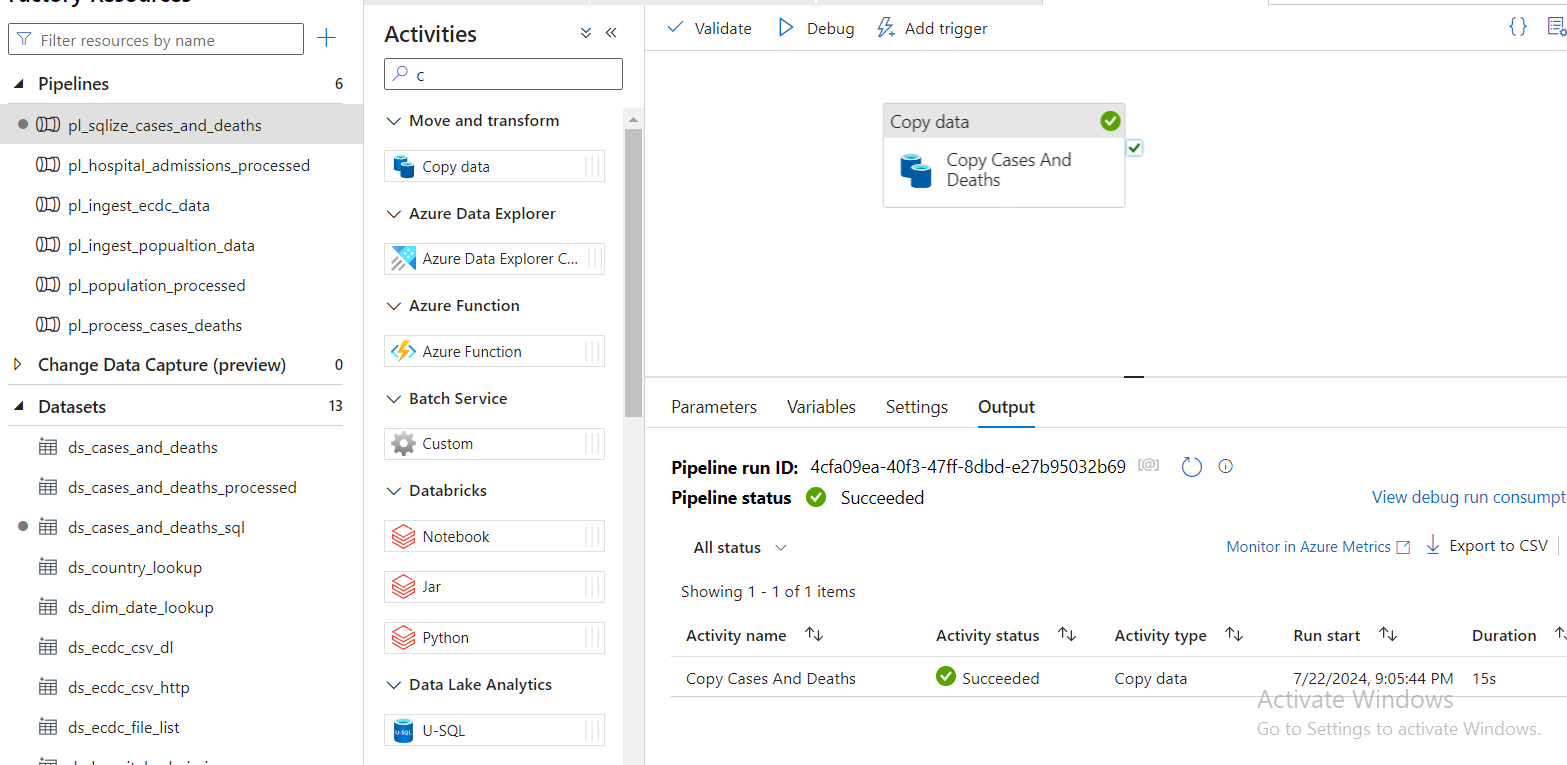 Factory Resources
Filter resources by name
Pipelines 6
pl_sqlize_cases_and_deaths
pl_hospital_admissions_processed
pl_ingest_ecdc_data
pl_ingest_popualtion_data
pl_population_processed
pl_process_cases_deaths
Change Data Capture (preview) 0
Datasets 13
ds_cases_and_deaths
ds_cases_and_deaths_processed
ds_cases_and_deaths_sql
ds_country_lookup
ds_dim_date_lookup
ds_ecdc_csv_dl
ds_ecdc_csv_http
ds_ecdc_file_list
Activities
c
Move and transform
Copy data
Azure Data Explorer
Azure Data Explorer C...
Azure Function
Azure Function
Batch Service
Custom
Databricks
Notebook
Jar
Python
Data Lake Analytics
U-SQL
U-SQL
Validate Debug Add trigger
{}
Copy data
Copy Cases And
Deaths
Parameters Variables Settings Output
Pipeline run ID: 4cfa09ea-40f3-47ff-8dbd-e27b95032b69 [@]
Pipeline status Succeeded
View debug run consumpt
All status
Monitor in Azure Metrics Export to CSV
Showing 1 - 1 of 1 items
Activity name Activity status Activity type Run start Duration
Copy Cases And Deaths Succeeded Copy data 7/22/2024, 9:05:44 PM 15s
Activate Windows
Go to Settings to activate Windows.